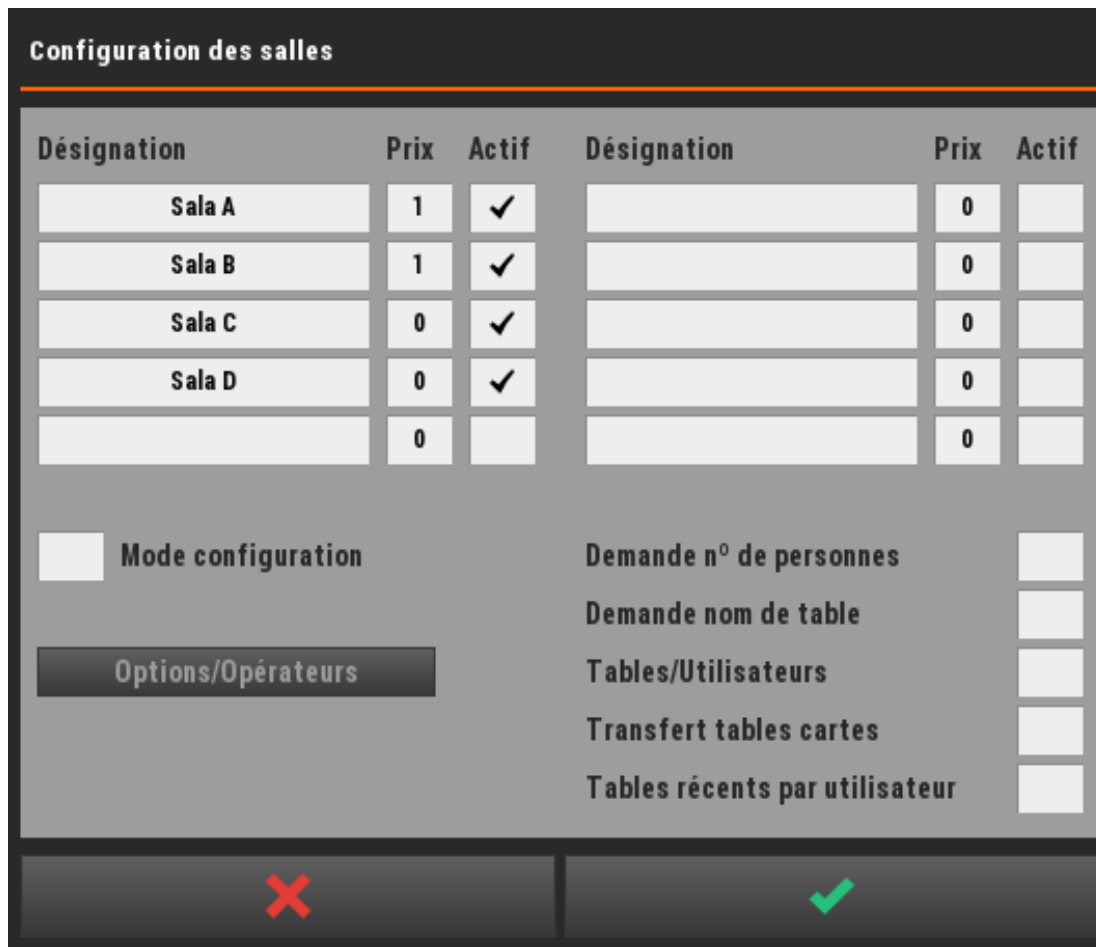 Configuration des salles
Désignation Prix Actif Désignation Prix Actif
Sala A 1 0
Sala B 1 0
Sala C 0 0
Sala D 0 0
0 0
Mode configuration Demande nº de personnes
Demande nom de table
Options/Opérateurs Tables/Utilisateurs
Transfert tables cartes
Tables récents par utilisateur